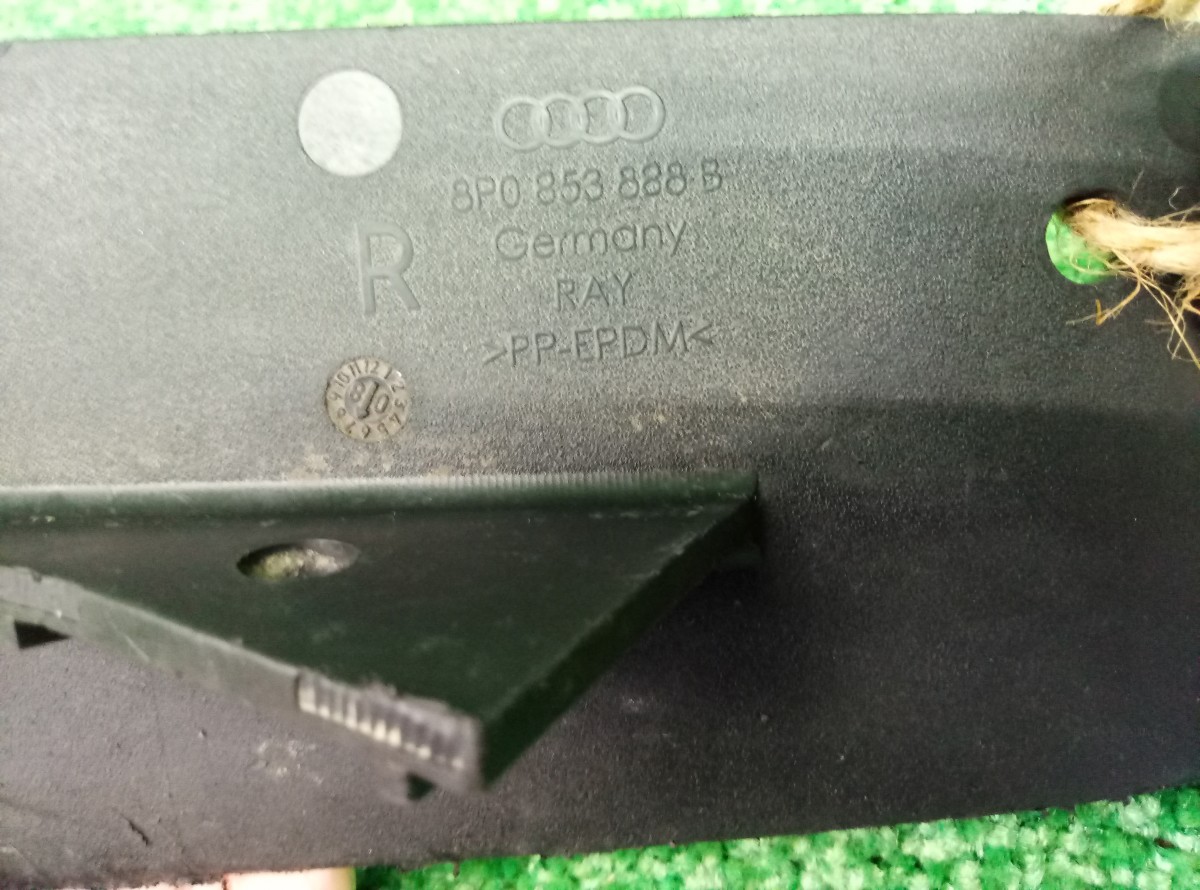 8P0 853 888 B
Germany
R
RAY
>PP-EPDM<